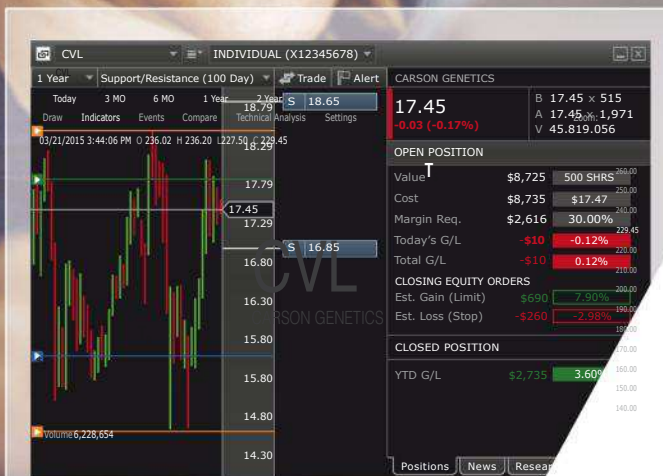 CVL INDIVIDUAL (X12345678)
1 Year Support/Resistance (100 Day) Trade Alert
Today 3 MO 6 MO 1 Year 2 Year
Draw Indicators Events Compare Technical Analysis Settings
03/21/2015 3:44:06 PM O 236.02 H 236.20 L 227.50 C 229.45
18.79
18.29
17.79
17.45
17.29
16.80
16.30
15.80
15.80
14.80
14.30
S 18.65
S 16.85
CVL
CARSON GENETICS
Volume 6,228,654
CARSON GENETICS
17.45
-0.03 (-0.17%)
B 17.45 x 515
A 17.45 x 1,971
Zoom:
V 45.819.056
OPEN POSITION
T
Value $8,725 500 SHRS
Cost $8,735 $17.47
Margin Req. $2,616 30.00%
Today's G/L -$10 -0.12%
Total G/L -$10 0.12%
CLOSING EQUITY ORDERS
Est. Gain (Limit) $690 7.90%
Est. Loss (Stop) -$260 -2.98%
CLOSED POSITION
YTD G/L $2,735 3.60%
260.00
250.00
240.00
229.45
220.00
210.00
200.00
190.00
180.00
170.00
160.00
150.00
140.00
Positions News